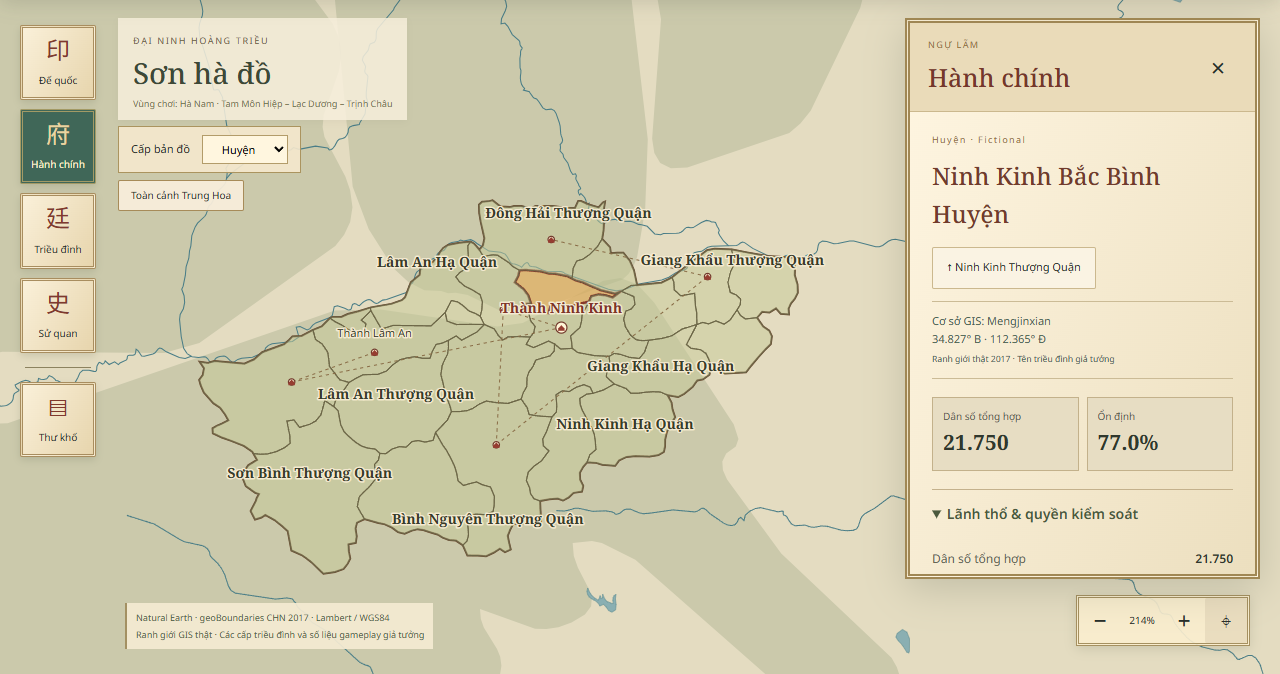 印
Đế quốc
府
Hành chính
廷
Triều đình
史
Sử quan
▤
Thư khố
ĐẠI NINH HOÀNG TRIỀU
Sơn hà đồ
Vùng chơi: Hà Nam · Tam Môn Hiệp – Lạc Dương – Trịnh Châu
Cấp bản đồ
Huyện
Toàn cảnh Trung Hoa
Đông Hải Thượng Quận
Lâm An Hạ Quận
Giang Khẩu Thượng Quận
Thành Ninh Kinh
Thành Lâm An
Giang Khẩu Hạ Quận
Lâm An Thượng Quận
Ninh Kinh Hạ Quận
Sơn Bình Thượng Quận
Bình Nguyên Thượng Quận
Natural Earth · geoBoundaries CHN 2017 · Lambert / WGS84
Ranh giới GIS thật · Các cấp triều đình và số liệu gameplay giả tưởng
NGỰ LÃM
Hành chính
✕
Huyện · Fictional
Ninh Kinh Bắc Bình
Huyện
↑ Ninh Kinh Thượng Quận
Cơ sở GIS: Mengjinxian
34.827° B · 112.365° Đ
Ranh giới thật 2017 · Tên triều đình giả tưởng
Dân số tổng hợp
21.750
Ổn định
77.0%
▼ Lãnh thổ & quyền kiểm soát
Dân số tổng hợp 21.750
− 214% + ⌖